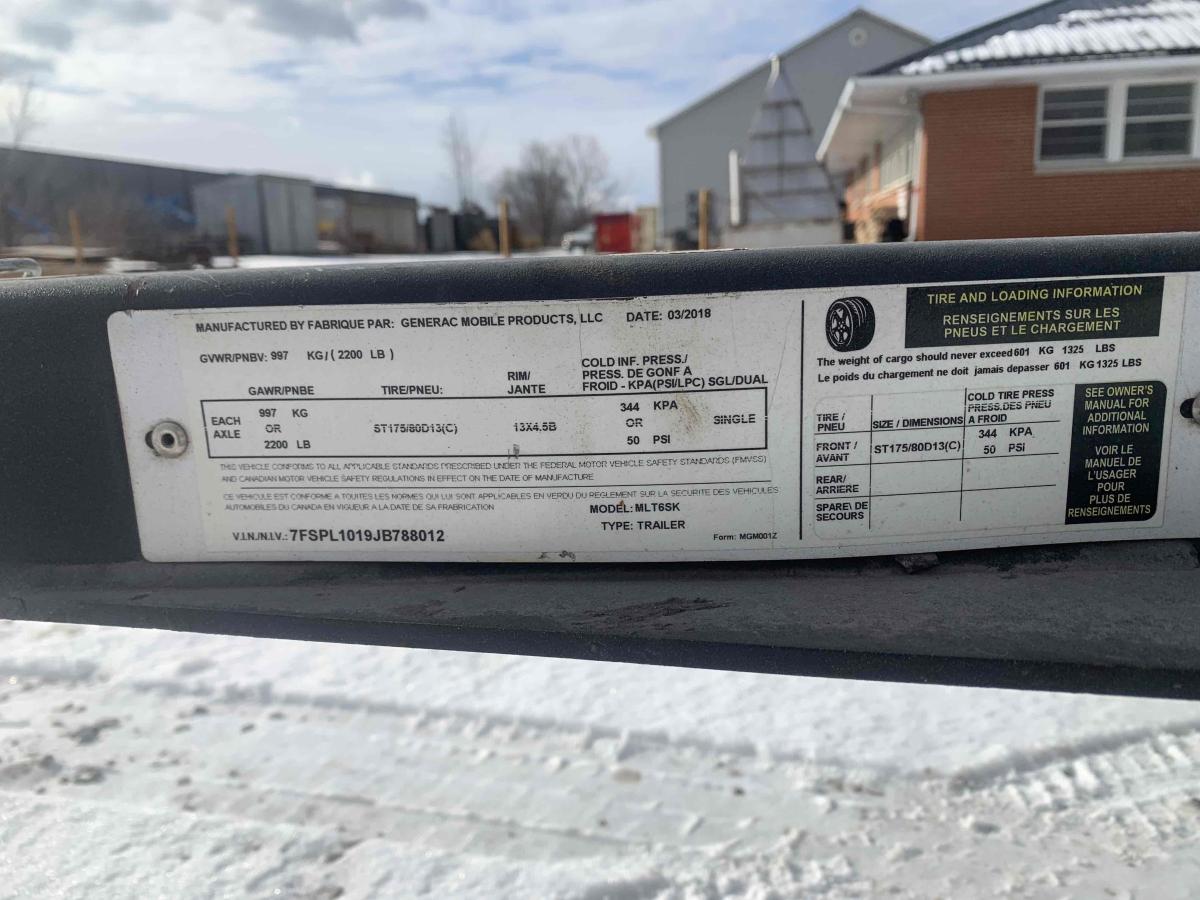 MANUFACTURED BY FABRIQUE PAR: GENERAC MOBILE PRODUCTS, LLC DATE: 03/2018
GVWR/PNBV: 997 KG/( 2200 LB )
GAWR/PNBE TIRE/PNEU: RIM/ JANTE COLD INF. PRESS./ PRESS. DE GONF A FROID - KPA(PSI/LPC) SGL/DUAL
EACH AXLE 997 KG OR 2200 LB ST175/80D13(C) 13X4,5B 344 KPA OR 50 PSI SINGLE
THIS VEHICLE CONFORMS TO ALL APPLICABLE STANDARDS PRESCRIBED UNDER THE FEDERAL MOTOR VEHICLE SAFETY STANDARDS (FMVSS)
AND CANADIAN MOTOR VEHICLE SAFETY REGULATIONS IN EFFECT ON THE DATE OF MANUFACTURE
CE VEHICULE EST CONFORME A TOUTES LES NORMES QUI LUI SONT APPLICABLES EN VERDU DU REGLEMENT SUR LA SECURITE DES VEHICULES
AUTOMOBILES DU CANADA EN VIGUEUR A LA DATE DE SA FRABRICATION
MODEL: MLT6SK
TYPE: TRAILER
V.I.N./N.I.V.: 7FSPL1019JB788012
Form: MGM001Z
TIRE AND LOADING INFORMATION
RENSEIGNEMENTS SUR LES
PNEUS ET LE CHARGEMENT
The weight of cargo should never exceed 601 KG 1325 LBS
Le poids du chargement ne doit jamais depasser 601 KG 1325 LBS
TIRE / PNEU SIZE / DIMENSIONS COLD TIRE PRESS PRESS.DES PNEU A FROID
FRONT / AVANT ST175/80D13(C) 344 KPA 50 PSI
REAR/ ARRIERE
SPARE\ DE SECOURS
SEE OWNER'S
MANUAL FOR
ADDITIONAL
INFORMATION
VOIR LE
MANUEL DE
L'USAGER
POUR
PLUS DE
RENSEIGNEMENTS